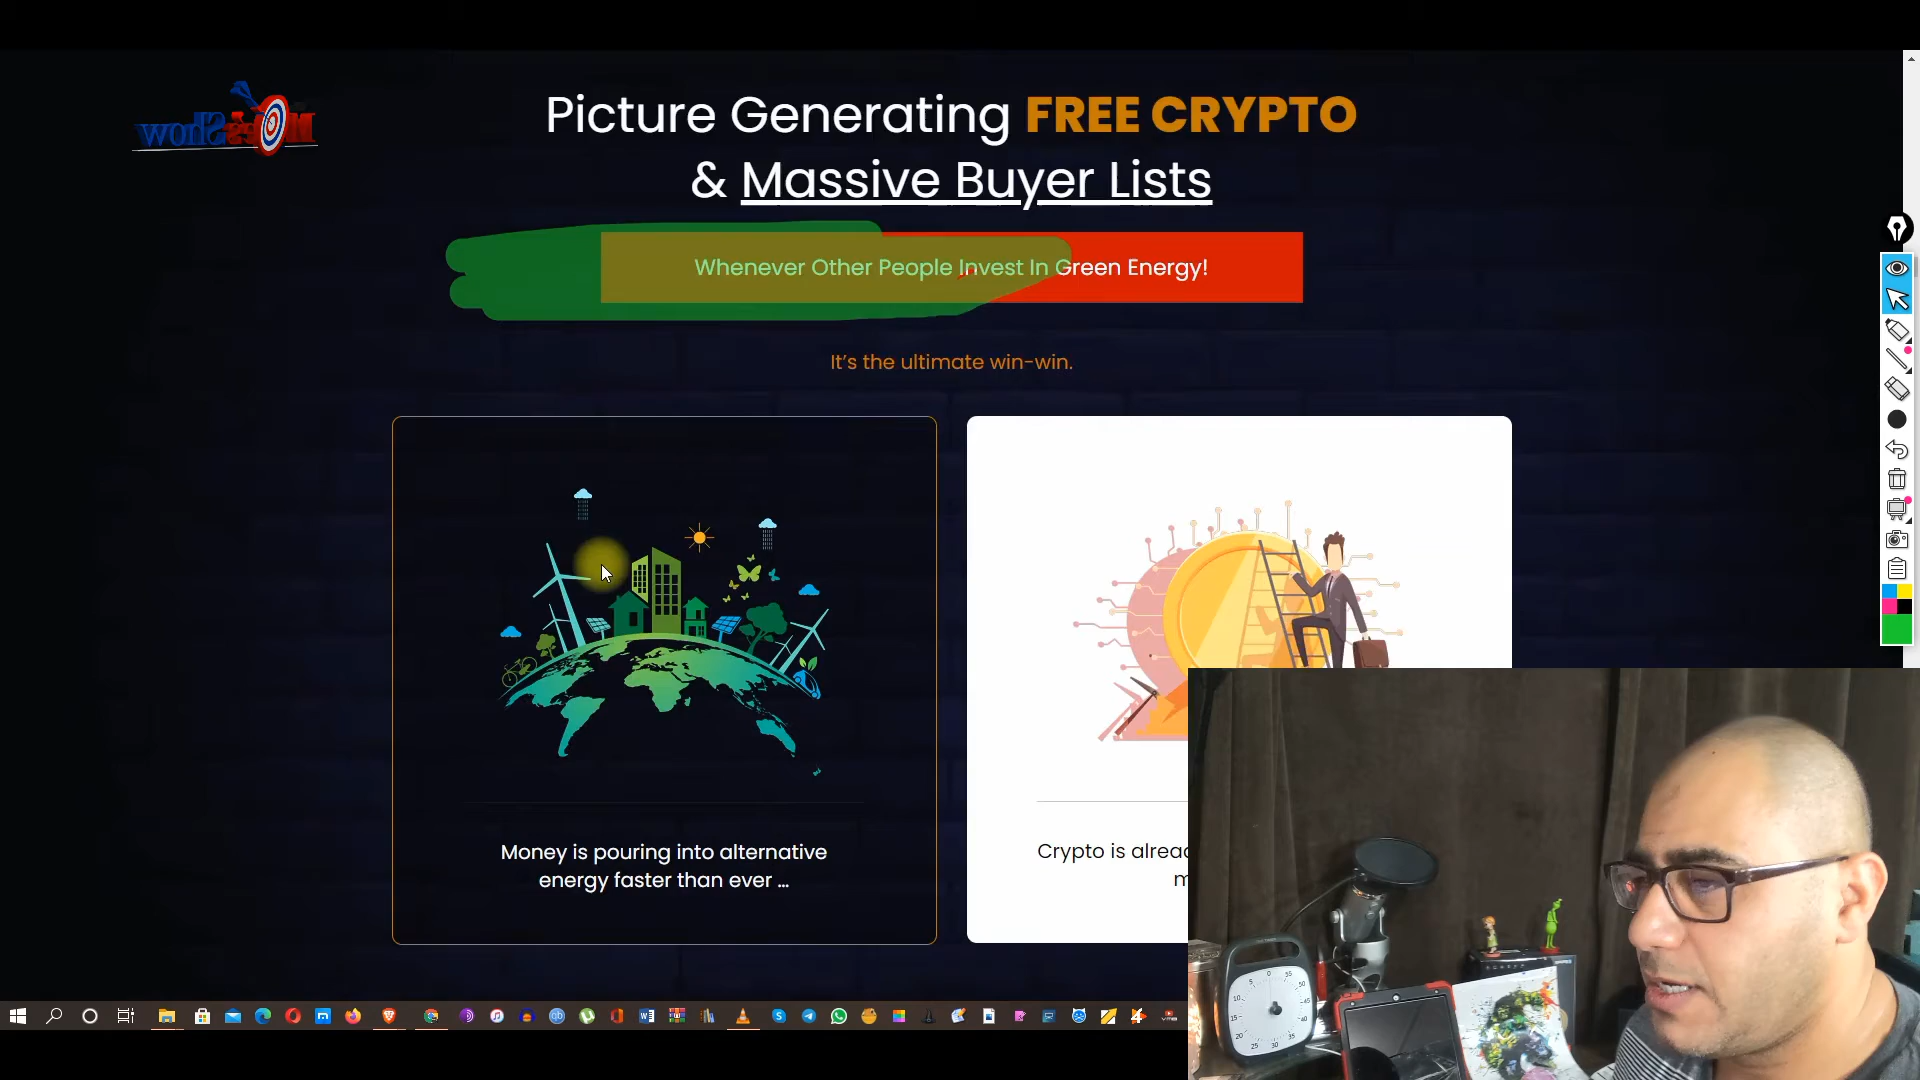 Picture Generating FREE CRYPTO
& Massive Buyer Lists
Whenever Other People Invest In Green Energy!
It's the ultimate win-win.
Money is pouring into alternative
energy faster than ever ...
Crypto is alrea